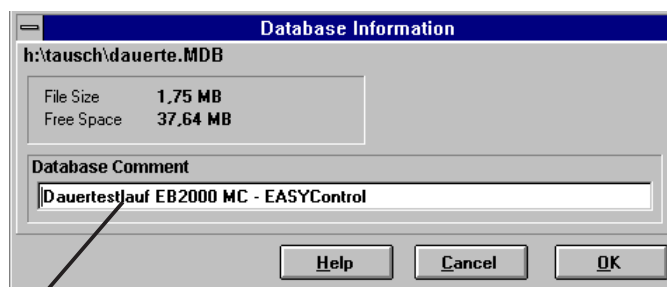 Database Information
h:\tausch\dauerte.MDB
File Size 1,75 MB
Free Space 37,64 MB
Database Comment
Dauertestlauf EB2000 MC - EASYControl
Help Cancel OK